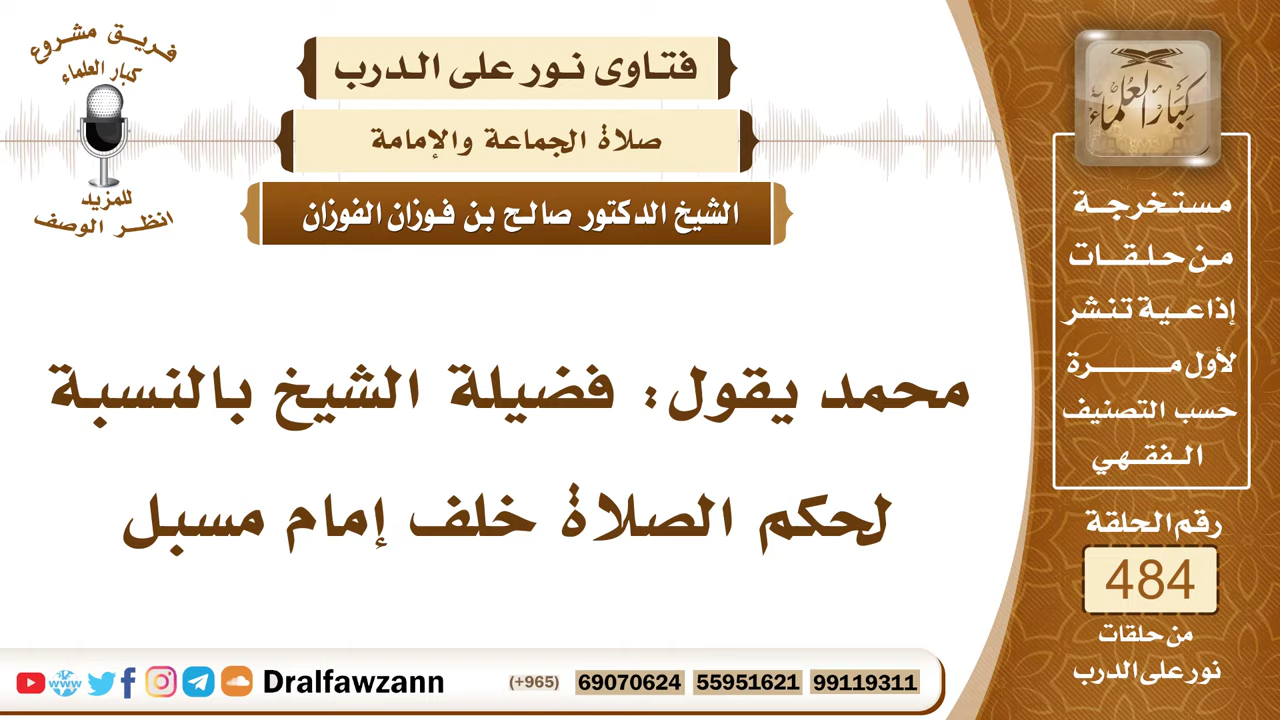 فريق مشروع
كبار العلماء
للمزيد
انظر الوصف
فتاوى نور على الدرب
صلاة الجماعة والإمامة
الشيخ الدكتور صالح بن فوزان الفوزان
محمد يقول: فضيلة الشيخ بالنسبة
لحكم الصلاة خلف إمام مسبل
كبار العلماء
مستخرجة
من حلقات
إذاعية تنشر
لأول مرة
حسب التصنيف
الفقهي
رقم الحلقة
484
من حلقات
نور على الدرب
www Dralfawzann (+965) 69070624 55951621 99119311